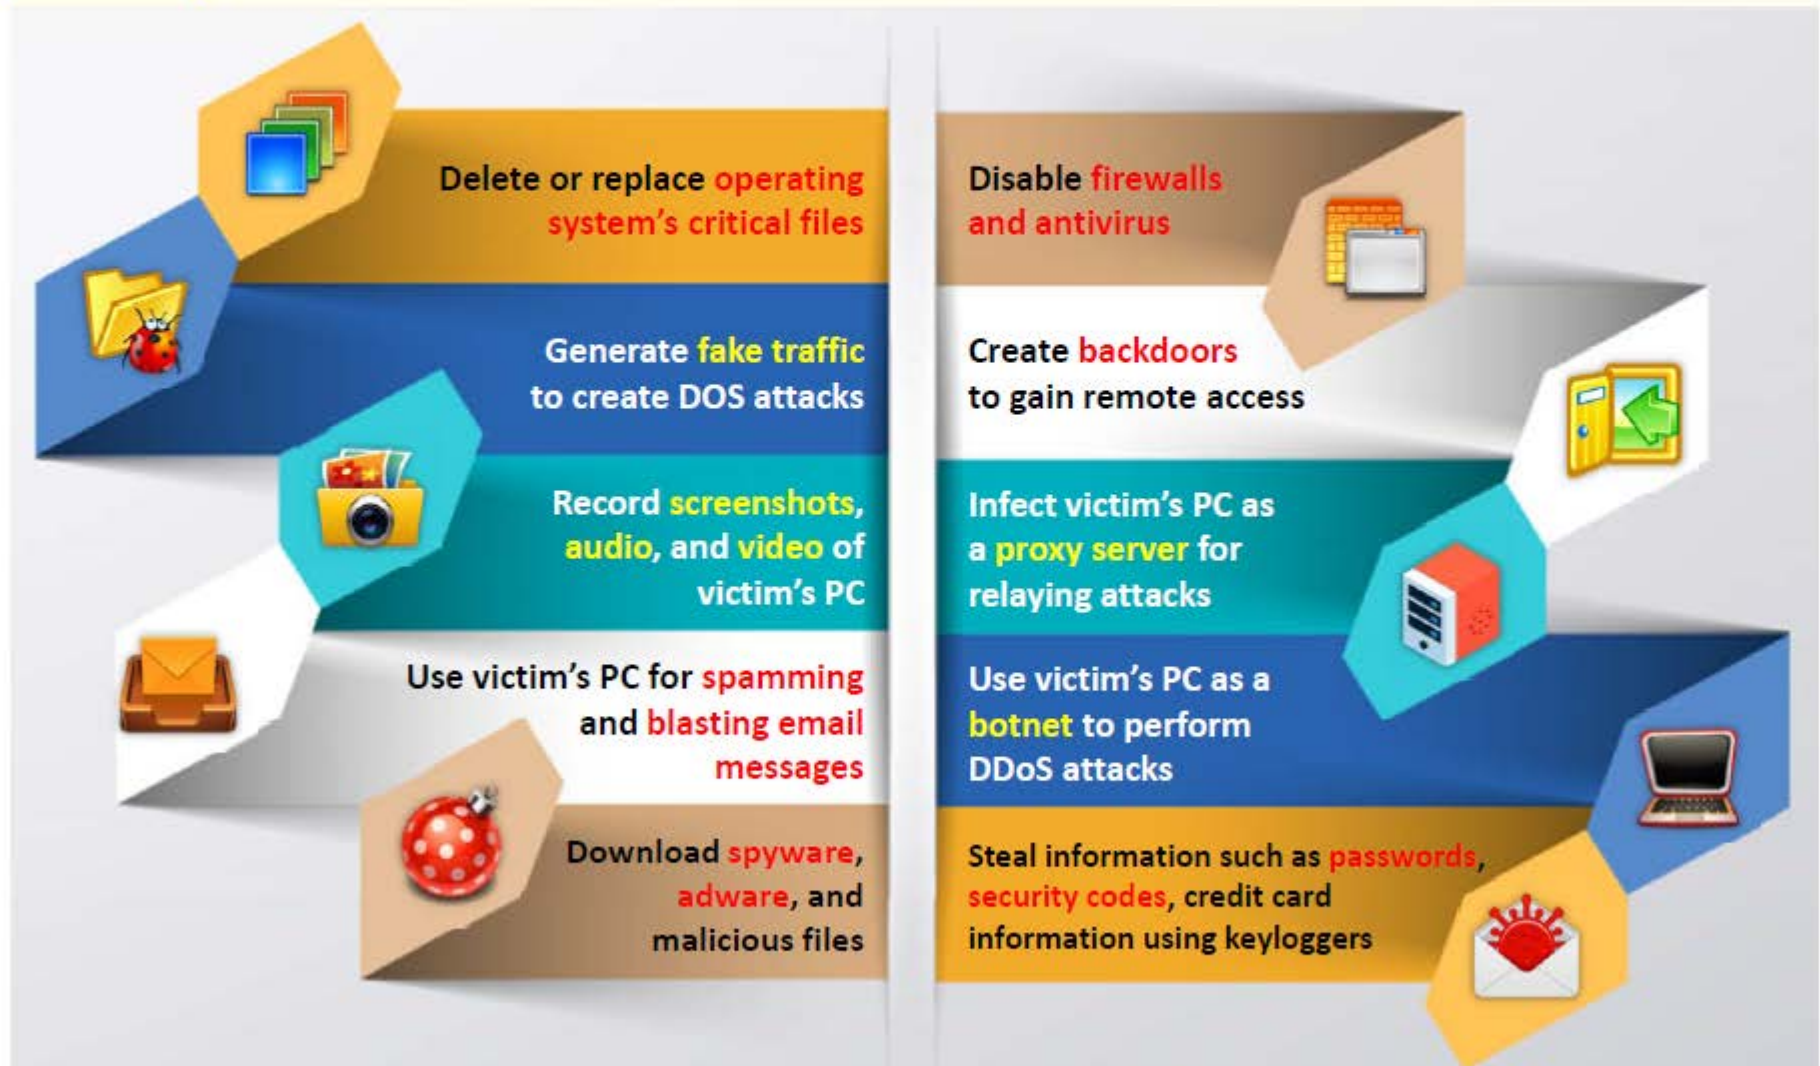 Delete or replace operating
system's critical files
Generate fake traffic
to create DOS attacks
Record screenshots,
audio, and video of
victim's PC
Use victim's PC for spamming
and blasting email
messages
Download spyware,
adware, and
malicious files
Disable firewalls
and antivirus
Create backdoors
to gain remote access
Infect victim's PC as
a proxy server for
relaying attacks
Use victim's PC as a
botnet to perform
DDoS attacks
Steal information such as passwords,
security codes, credit card
information using keyloggers